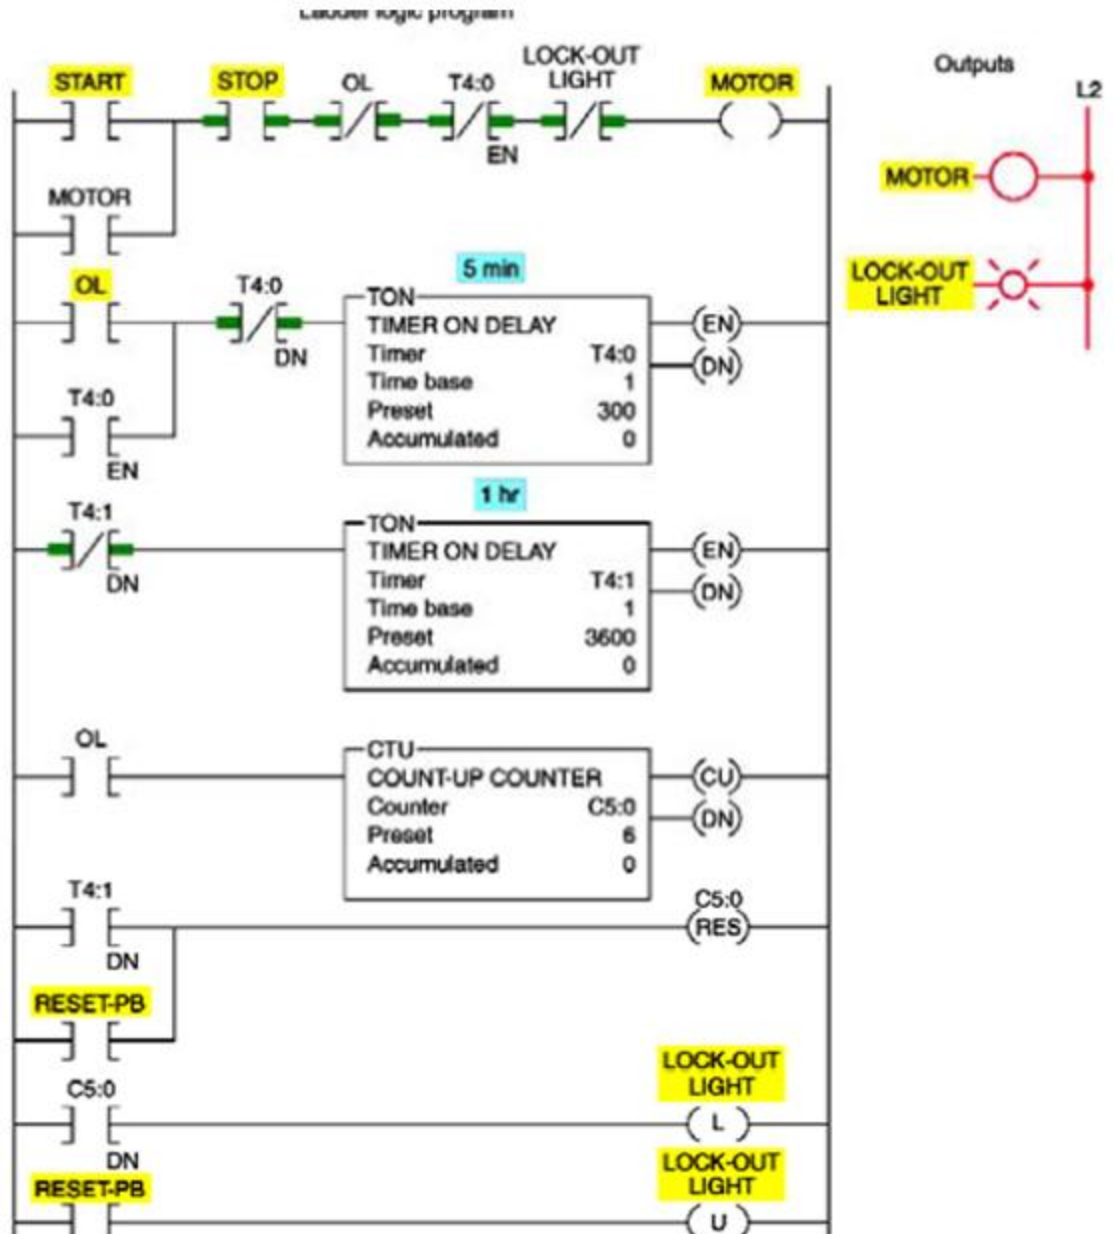 Ladder logic program
START STOP OL T4:0 LOCK-OUT LIGHT MOTOR
EN
MOTOR
OL T4:0 5 min
DN
TON
TIMER ON DELAY
Timer T4:0
Time base 1
Preset 300
Accumulated 0
EN
DN
T4:0
EN
T4:1 1 hr
DN
TON
TIMER ON DELAY
Timer T4:1
Time base 1
Preset 3600
Accumulated 0
EN
DN
OL
CTU
COUNT-UP COUNTER
Counter C5:0
Preset 6
Accumulated 0
CU
DN
T4:1 C5:0
DN RES
RESET-PB
C5:0 LOCK-OUT LIGHT
DN L
RESET-PB LOCK-OUT LIGHT
U
Outputs
L2
MOTOR
LOCK-OUT
LIGHT